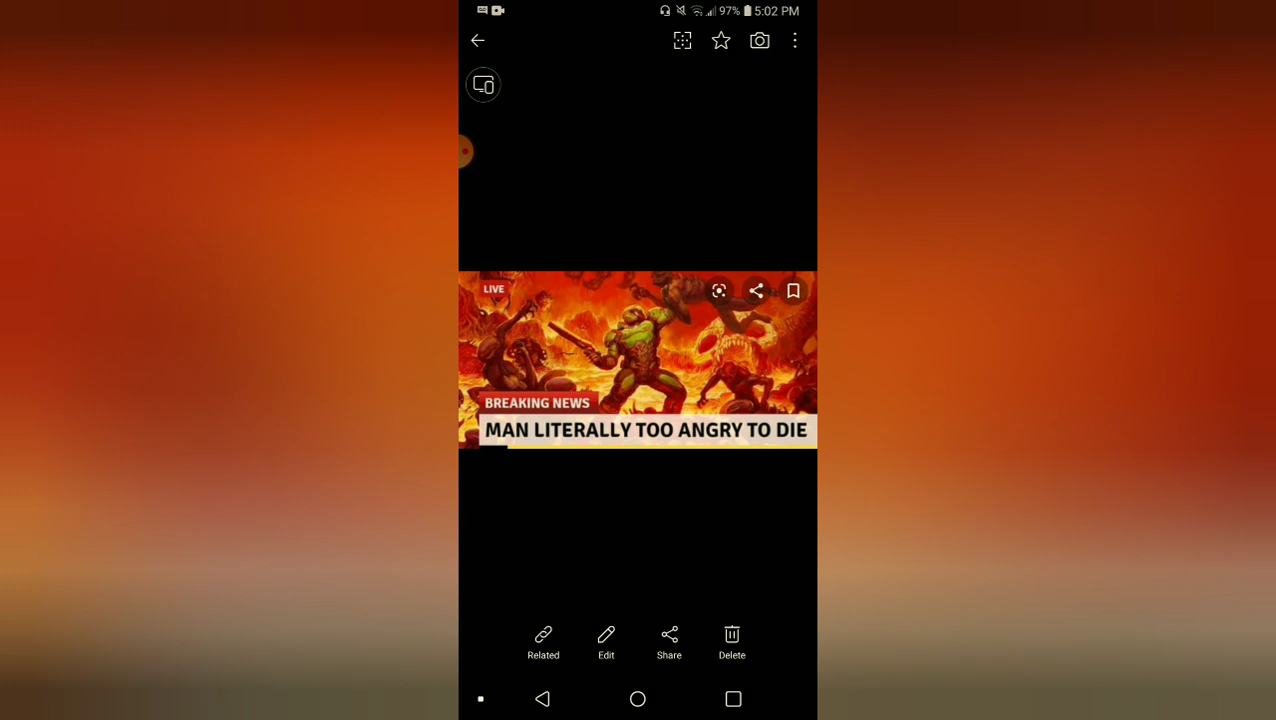 97% 5:02 PM
LIVE
BREAKING NEWS
MAN LITERALLY TOO ANGRY TO DIE
Related Edit Share Delete